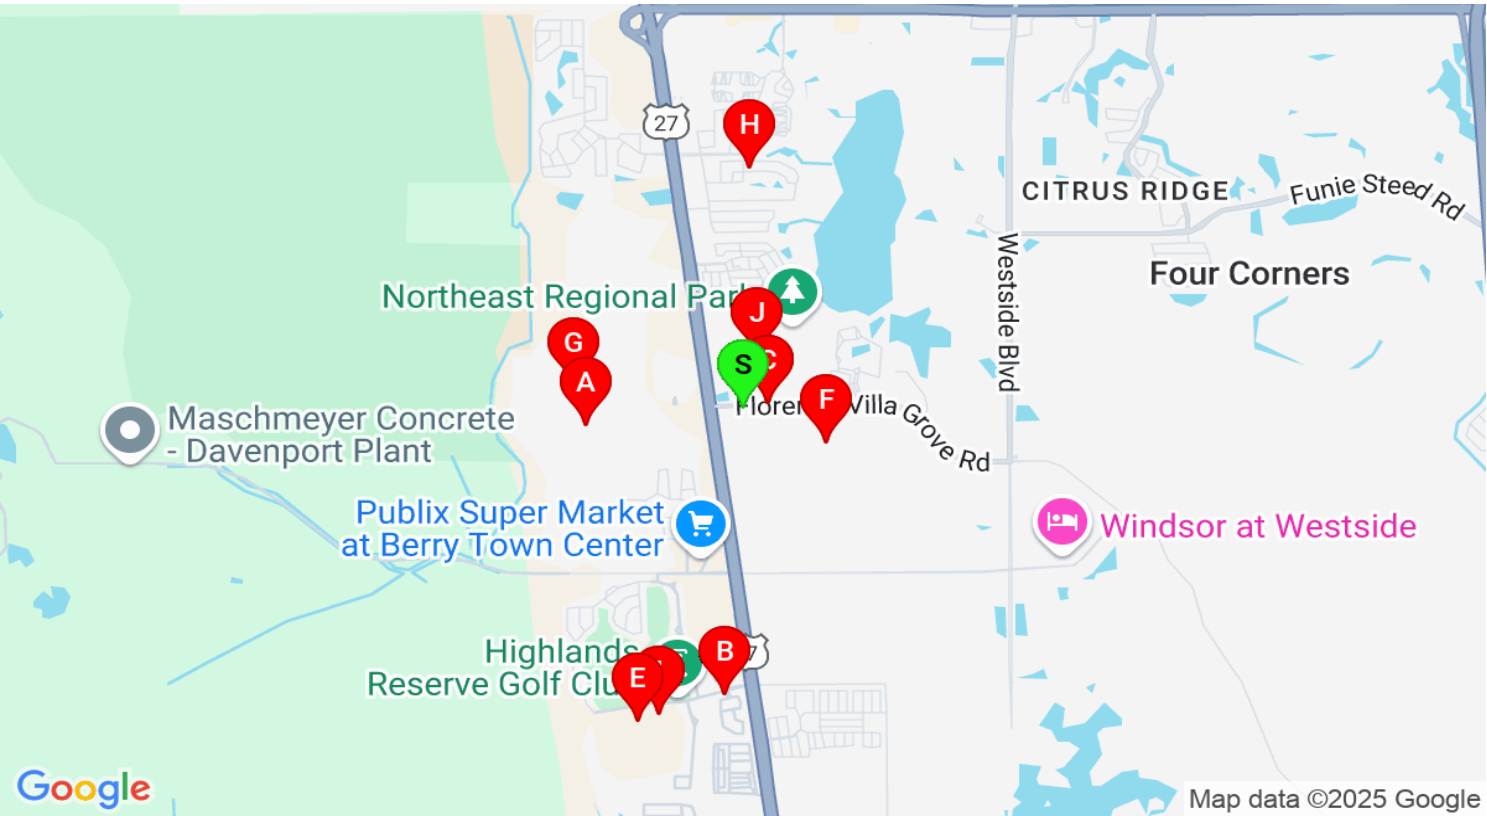 27
H
CITRUS RIDGE
Funie Steed Rd
Westside Blvd
Four Corners
Northeast Regional Par
J
G
S
C
A
F
Maschmeyer Concrete
- Davenport Plant
Villa Grove Rd
Publix Super Market
at Berry Town Center
Windsor at Westside
Highlands
Reserve Golf Clu
B
7
E
Google
Map data ©2025 Google